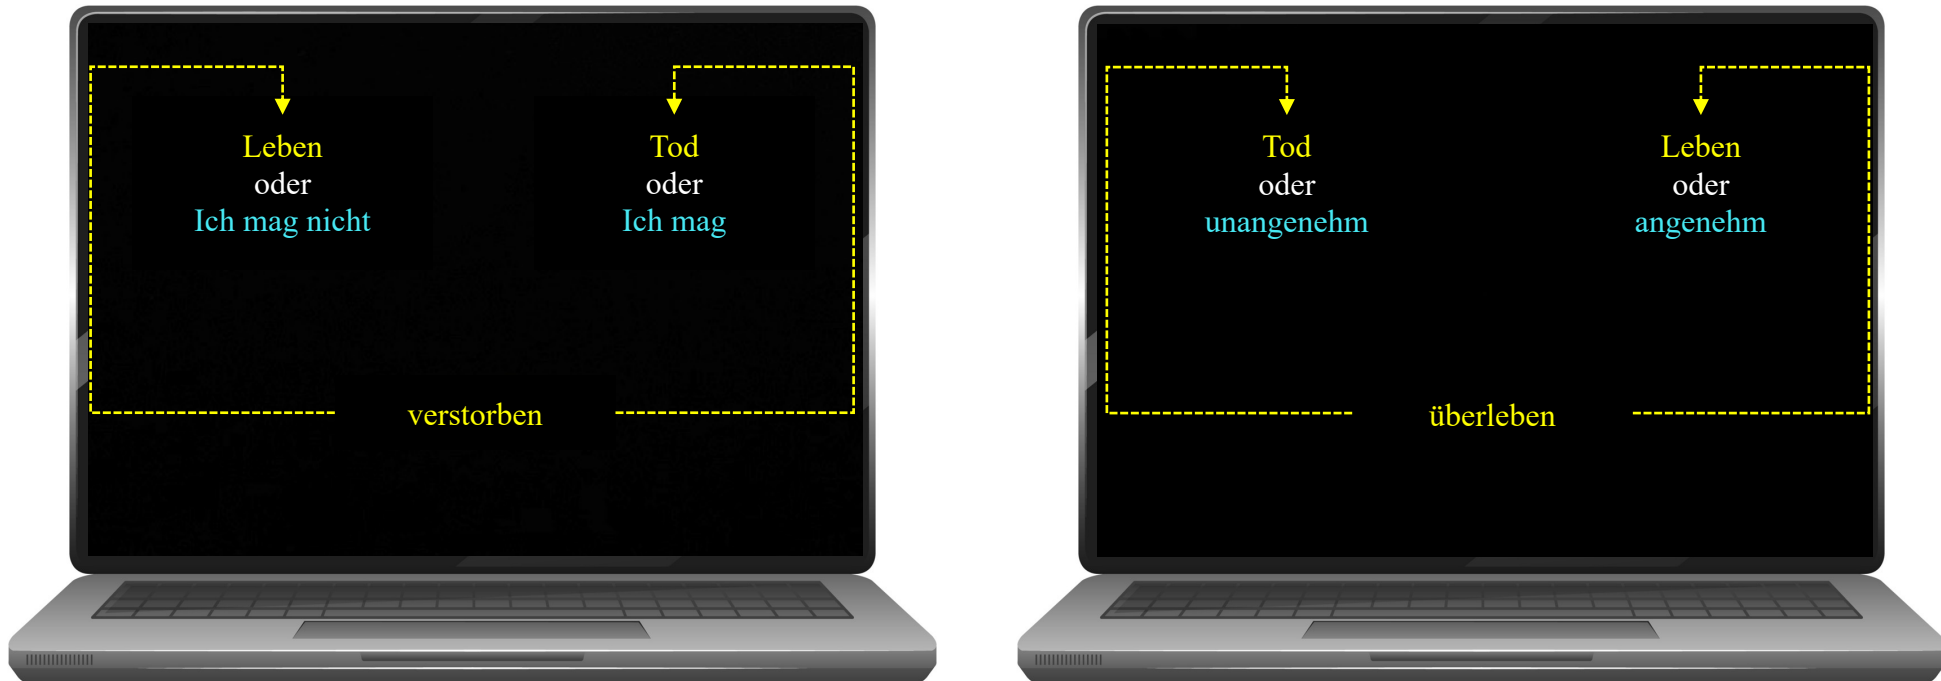 Leben
oder
Ich mag nicht
Tod
oder
Ich mag
verstorben
Tod
oder
unangenehm
Leben
oder
angenehm
überleben